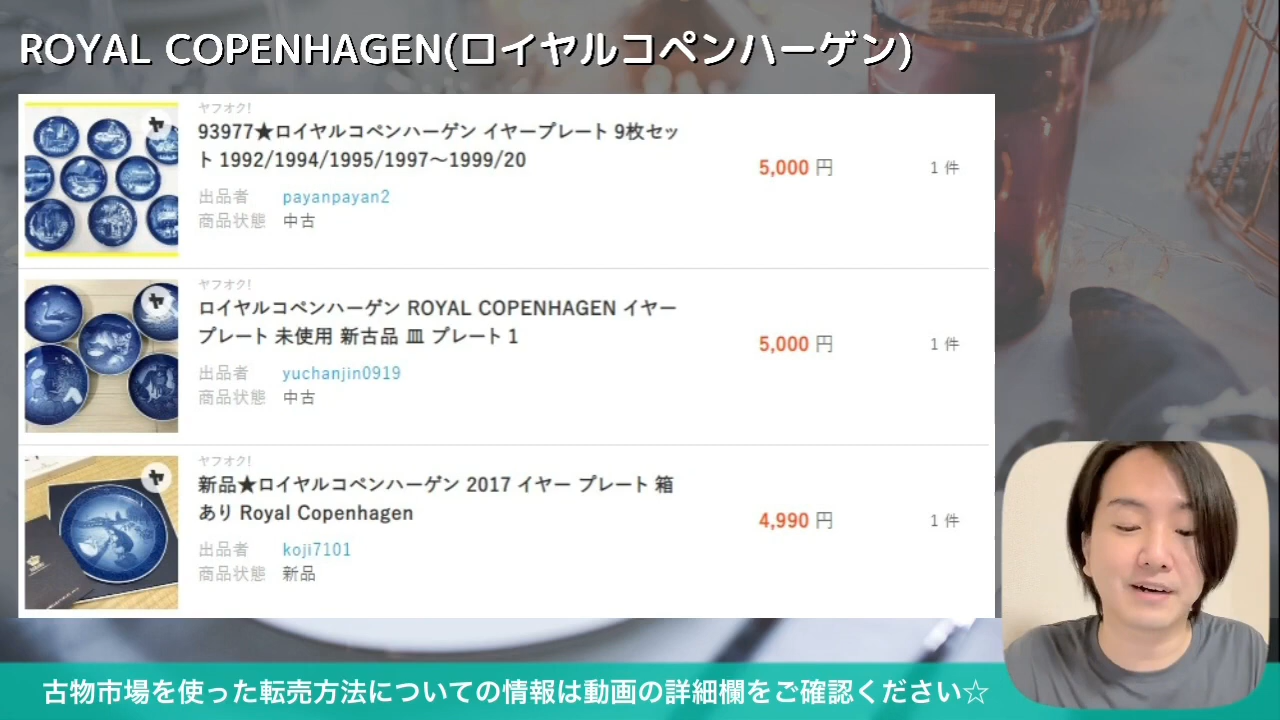 ROYAL COPENHAGEN(ロイヤルコペンハーゲン)
ヤフオク!
93977★ロイヤルコペンハーゲン イヤープレート 9枚セッ
ト 1992/1994/1995/1997〜1999/20
5,000 円
1 件
出品者 payanpayan2
商品状態 中古
ヤ
ヤフオク!
ロイヤルコペンハーゲン ROYAL COPENHAGEN イヤー
プレート 未使用 新古品 皿 プレート 1
5,000 円
1 件
出品者 yuchanjin0919
商品状態 中古
ヤ
ヤフオク!
新品★ロイヤルコペンハーゲン 2017 イヤー プレート 箱
あり Royal Copenhagen
4,990 円
1 件
出品者 koji7101
商品状態 新品
ヤ
古物市場を使った転売方法についての情報は動画の詳細欄をご確認ください☆